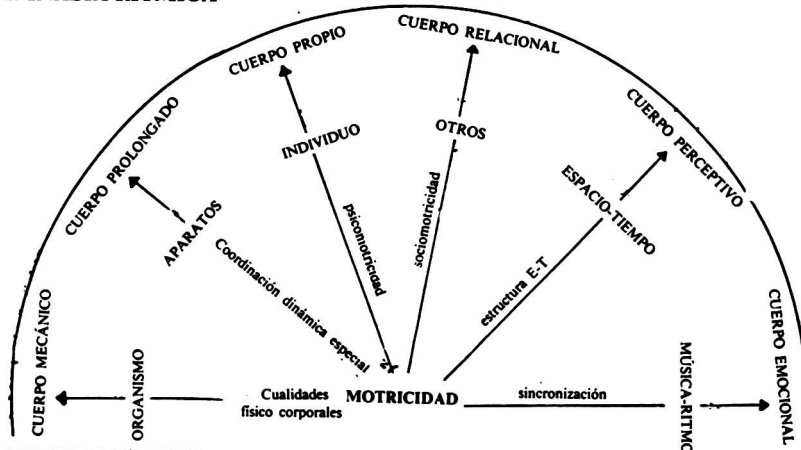 CUERPO PROPIO
CUERPO RELACIONAL
CUERPO PROLONGADO
INDIVIDUO
OTROS
CUERPO PERCEPTIVO
APARATOS
ESPACIO-TIEMPO
psicomotricidad
sociomotricidad
Coordinación dinámica especial
estructura E-T
CUERPO MECÁNICO
ORGANISMO
Cualidades
físico corporales
MOTRICIDAD
sincronización
MÚSICA-RITMO
CUERPO EMOCIONAL